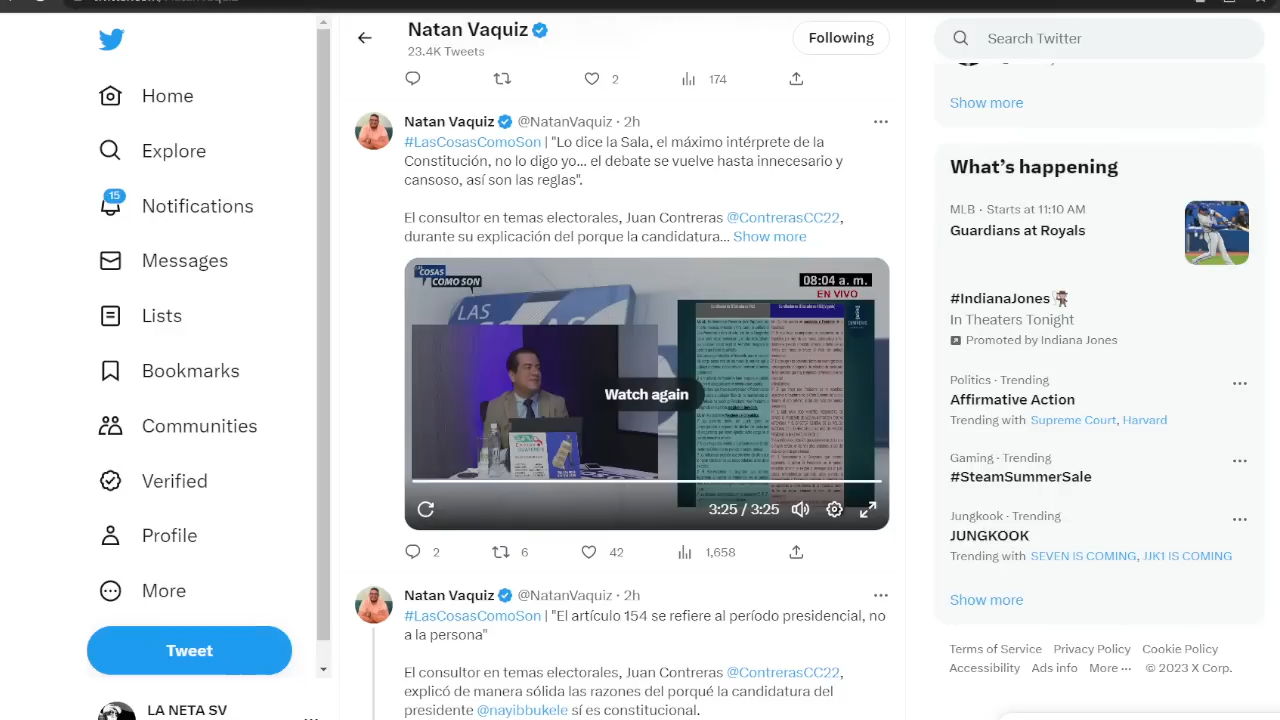 Natan Vaquiz
23.4K Tweets
Following
Search Twitter
2
174
Show more
Home
Explore
15
Notifications
Messages
Lists
Bookmarks
Communities
Verified
Profile
More
Tweet
LA NETA SV
Natan Vaquiz @NatanVaquiz · 2h
#LasCosasComoSon | "Lo dice la Sala, el máximo intérprete de la
Constitución, no lo digo yo... el debate se vuelve hasta innecesario y
cansoso, así son las reglas".
El consultor en temas electorales, Juan Contreras @ContrerasCC22,
durante su explicación del porque la candidatura... Show more
LAS
COSAS
COMO SON
08:04 a. m.
EN VIVO
LAS
Watch again
3:25 / 3:25
2
6
42
1,658
Natan Vaquiz @NatanVaquiz · 2h
#LasCosasComoSon | "El artículo 154 se refiere al período presidencial, no
a la persona"
El consultor en temas electorales, Juan Contreras @ContrerasCC22,
explicó de manera sólida las razones del porqué la candidatura del
presidente @nayibbukele sí es constitucional.
What's happening
MLB · Starts at 11:10 AM
Guardians at Royals
#IndianaJones
In Theaters Tonight
Promoted by Indiana Jones
Politics · Trending
Affirmative Action
Trending with Supreme Court, Harvard
Gaming · Trending
#SteamSummerSale
Jungkook · Trending
JUNGKOOK
Trending with SEVEN IS COMING, JJK1 IS COMING
Show more
Terms of Service Privacy Policy Cookie Policy
Accessibility Ads info More ··· © 2023 X Corp.